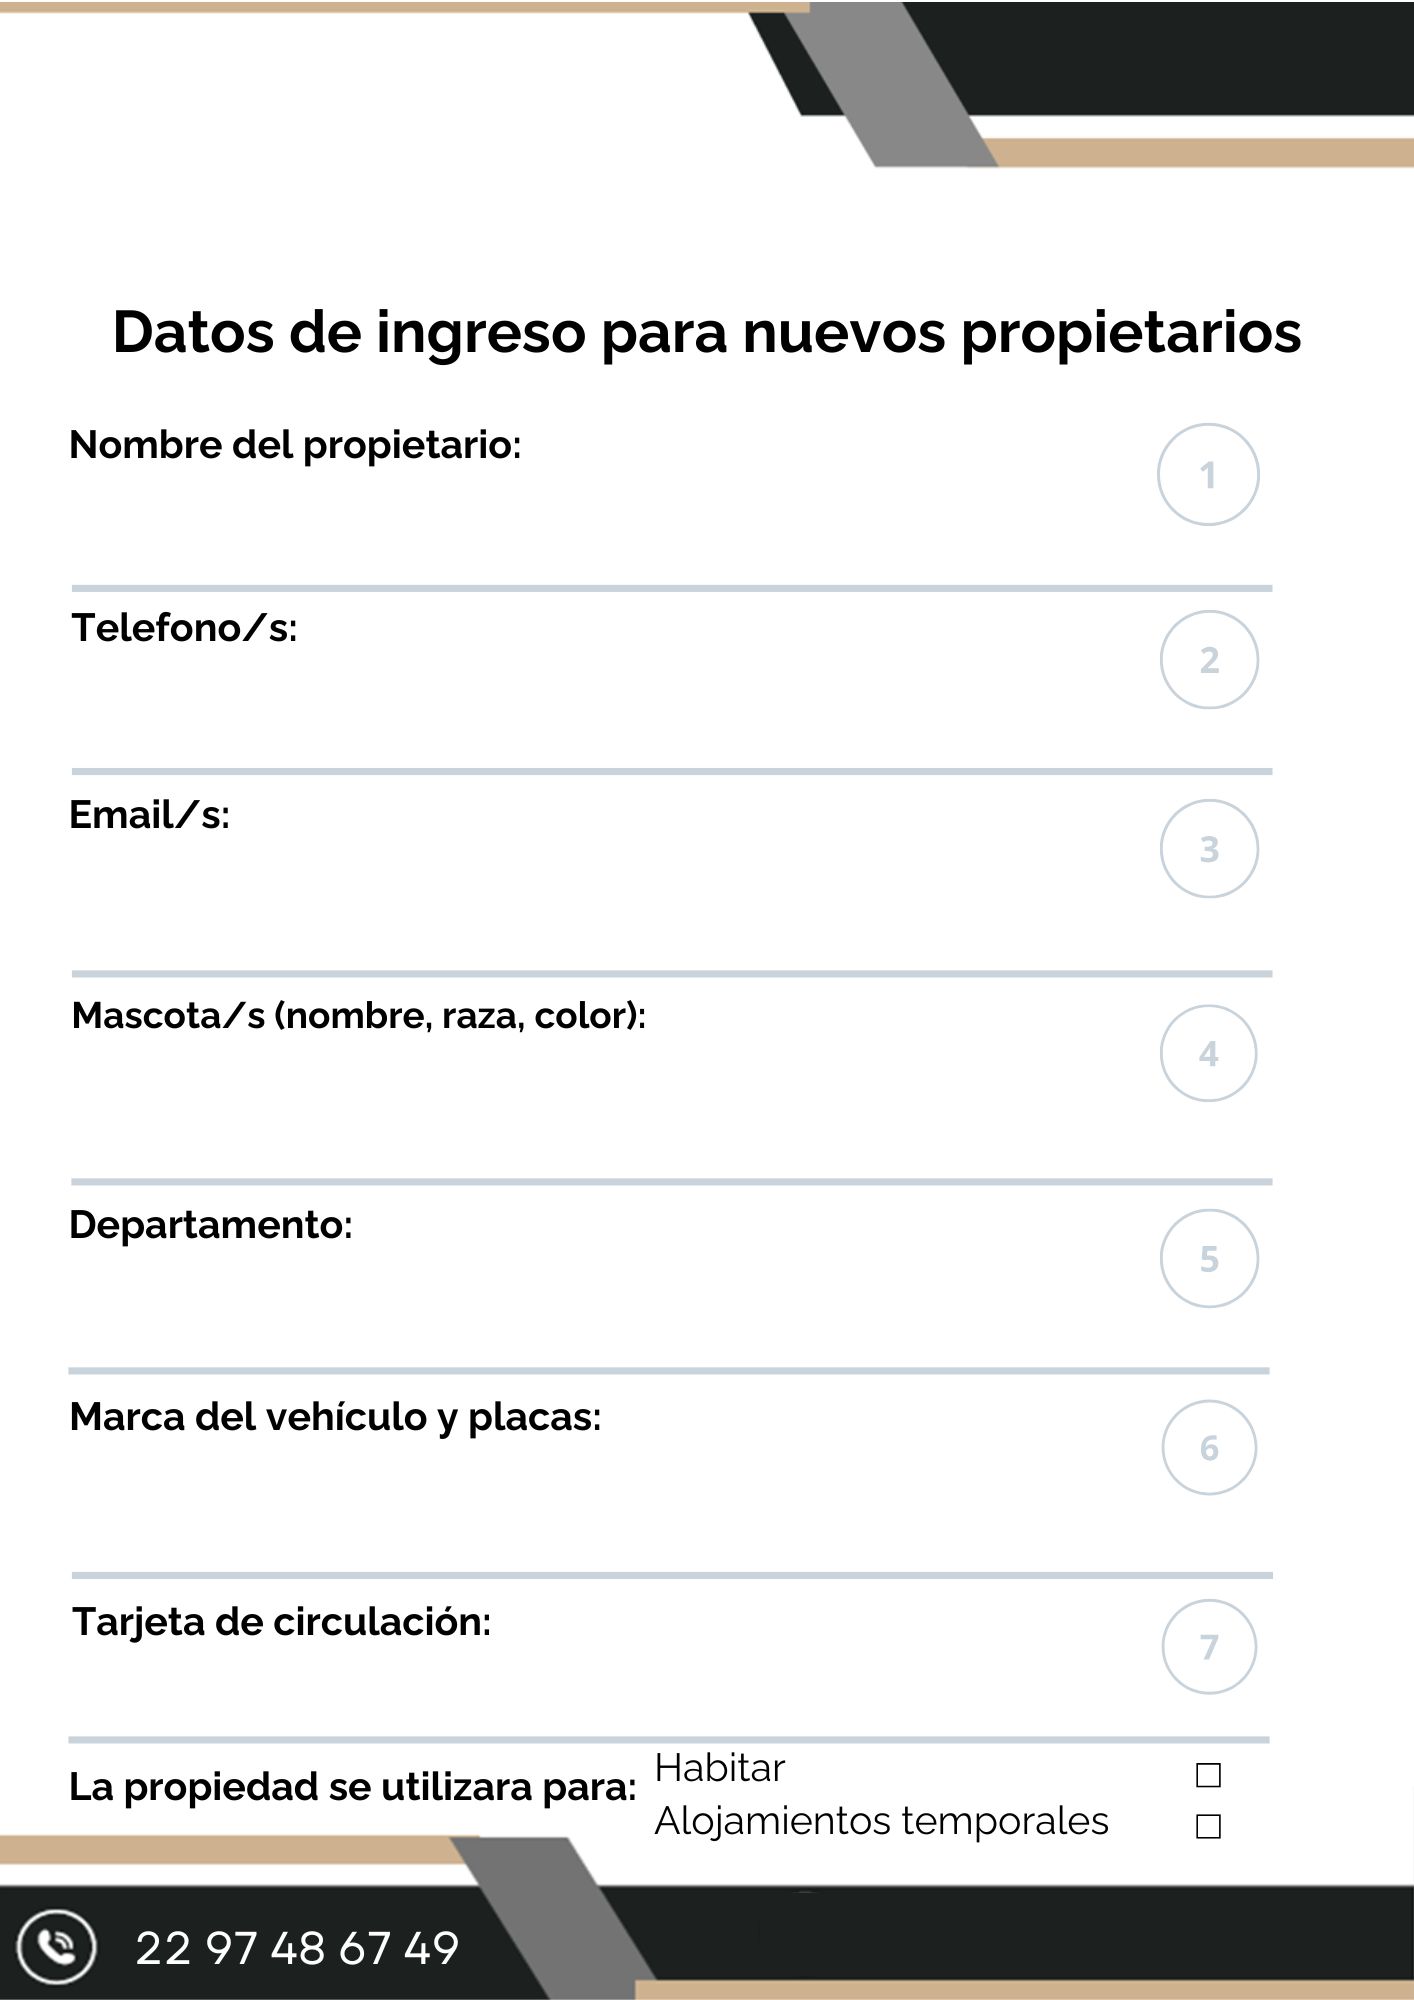 Datos de ingreso para nuevos propietarios
Nombre del propietario:
1
Telefono/s:
2
Email/s:
3
Mascota/s (nombre, raza, color):
4
Departamento:
5
Marca del vehículo y placas:
6
Tarjeta de circulación:
7
La propiedad se utilizara para:
Habitar ☐
Alojamientos temporales ☐
22 97 48 67 49